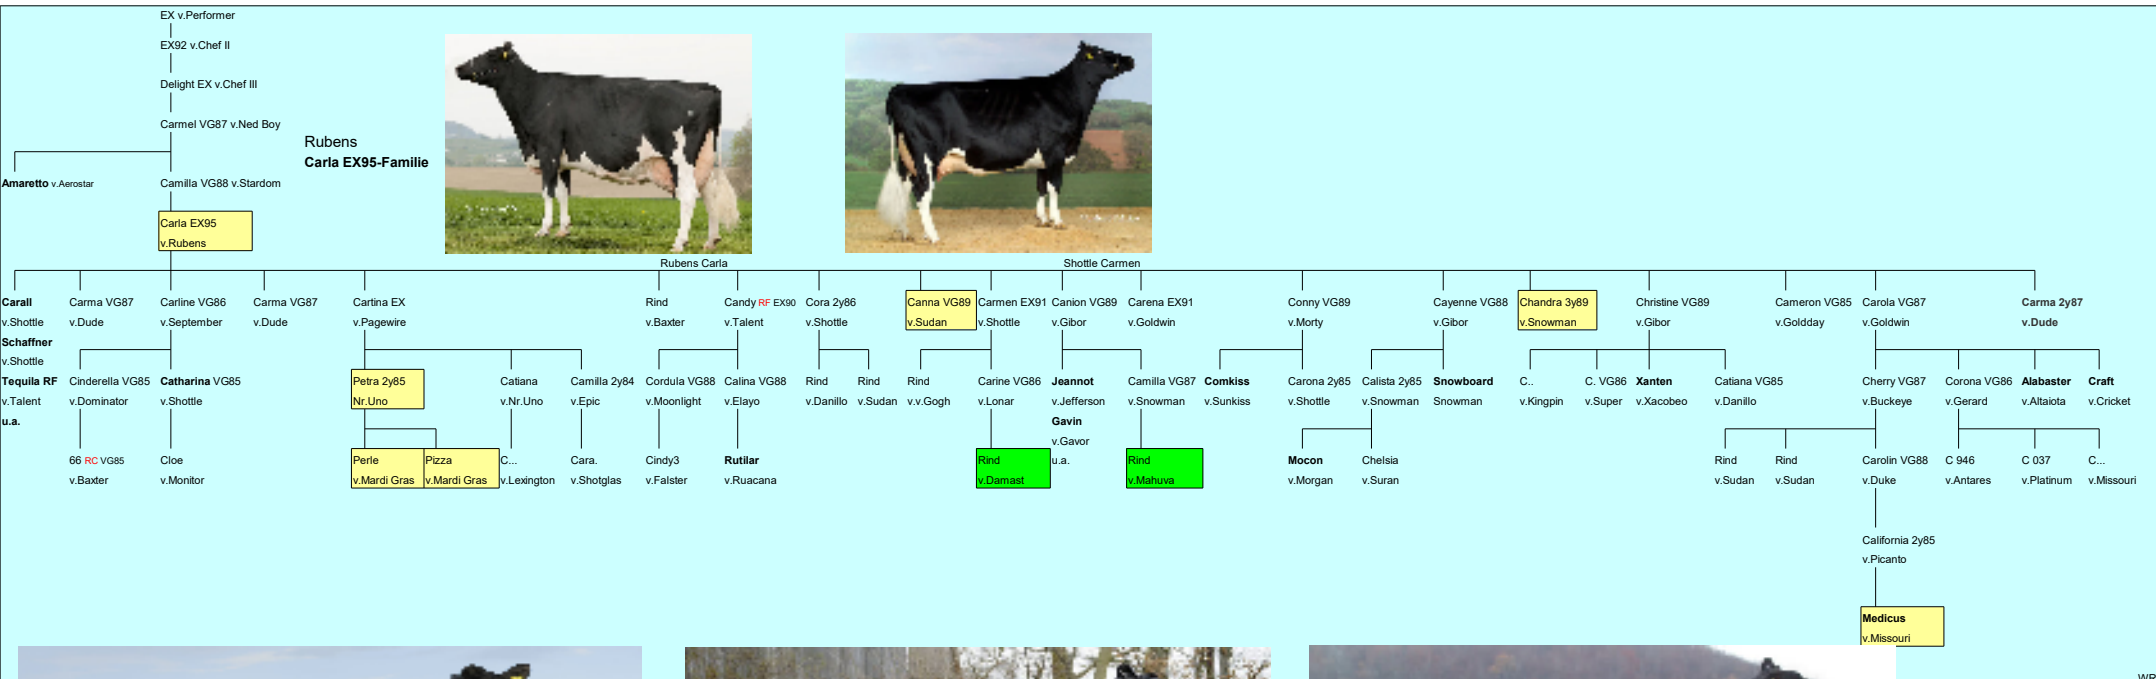 EX v.Performer
EX92 v.Chef II
Delight EX v.Chef III
Carmel VG87 v.Ned Boy
Rubens
Carla EX95-Familie
Amaretto v.Aerostar Camilla VG88 v.Stardom
Carla EX95
v.Rubens
Rubens Carla Shottle Carmen
Carall Carma VG87 Carline VG86 Carma VG87 Cartina EX Rind Candy RF EX90 Cora 2y86 Canna VG89 Carmen EX91 Canion VG89 Carena EX91 Conny VG89 Cayenne VG88 Chandra 3y89 Christine VG89 Cameron VG85 Carola VG87 Carma 2y87
v.Shottle v.Dude v.September v.Dude v.Pagewire v.Baxter v.Talent v.Shottle v.Sudan v.Shottle v.Gibor v.Goldwin v.Morty v.Gibor v.Snowman v.Gibor v.Goldday v.Goldwin v.Dude
Schaffner
v.Shottle
Tequila RF Cinderella VG85 Catharina VG85 Petra 2y85 Catiana Camilla 2y84 Cordula VG88 Calina VG88 Rind Rind Rind Carine VG86 Jeannot Camilla VG87 Comkiss Carona 2y85 Calista 2y85 Snowboard C.. C. VG86 Xanten Catiana VG85 Cherry VG87 Corona VG86 Alabaster Craft
v.Talent v.Dominator v.Shottle Nr.Uno v.Nr.Uno v.Epic v.Moonlight v.Elayo v.Danillo v.Sudan v.v.Gogh v.Lonar v.Jefferson v.Snowman v.Sunkiss v.Shottle v.Snowman Snowman v.Kingpin v.Super v.Xacobeo v.Danillo v.Buckeye v.Gerard v.Altaiota v.Cricket
u.a. Gavin
v.Gavor
66 RC VG85 Cloe Perle Pizza C... Cara. Cindy3 Rutilar Rind u.a. Rind Mocon Chelsia Rind Rind Carolin VG88 C 946 C 037 C...
v.Baxter v.Monitor v.Mardi Gras v.Mardi Gras v.Lexington v.Shotglas v.Falster v.Ruacana v.Damast v.Mahuva v.Morgan v.Suran v.Sudan v.Sudan v.Duke v.Antares v.Platinum v.Missouri
California 2y85
v.Picanto
Medicus
v.Missouri